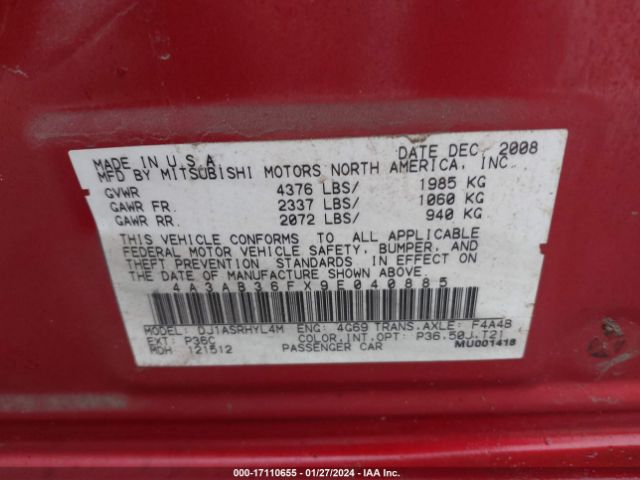 MADE IN U.S.A. DATE DEC. 2008
MFD BY MITSUBISHI MOTORS NORTH AMERICA, INC.
GVWR 4376 LBS/ 1985 KG
GAWR FR. 2337 LBS/ 1060 KG
GAWR RR. 2072 LBS/ 940 KG
THIS VEHICLE CONFORMS TO ALL APPLICABLE
FEDERAL MOTOR VEHICLE SAFETY, BUMPER, AND
THEFT PREVENTION STANDARDS IN EFFECT ON
THE DATE OF MANUFACTURE SHOWN ABOVE.
4A3AB36FX9E040885
MODEL: DJ1ASRHYL4M ENG: 4G69 TRANS.AXLE: F4A4B
EXT: P36C COLOR.INT.OPT: P36.50J.T21
MDH: 121512 PASSENGER CAR MU001418
000-17110655 - 01/27/2024 - IAA Inc.